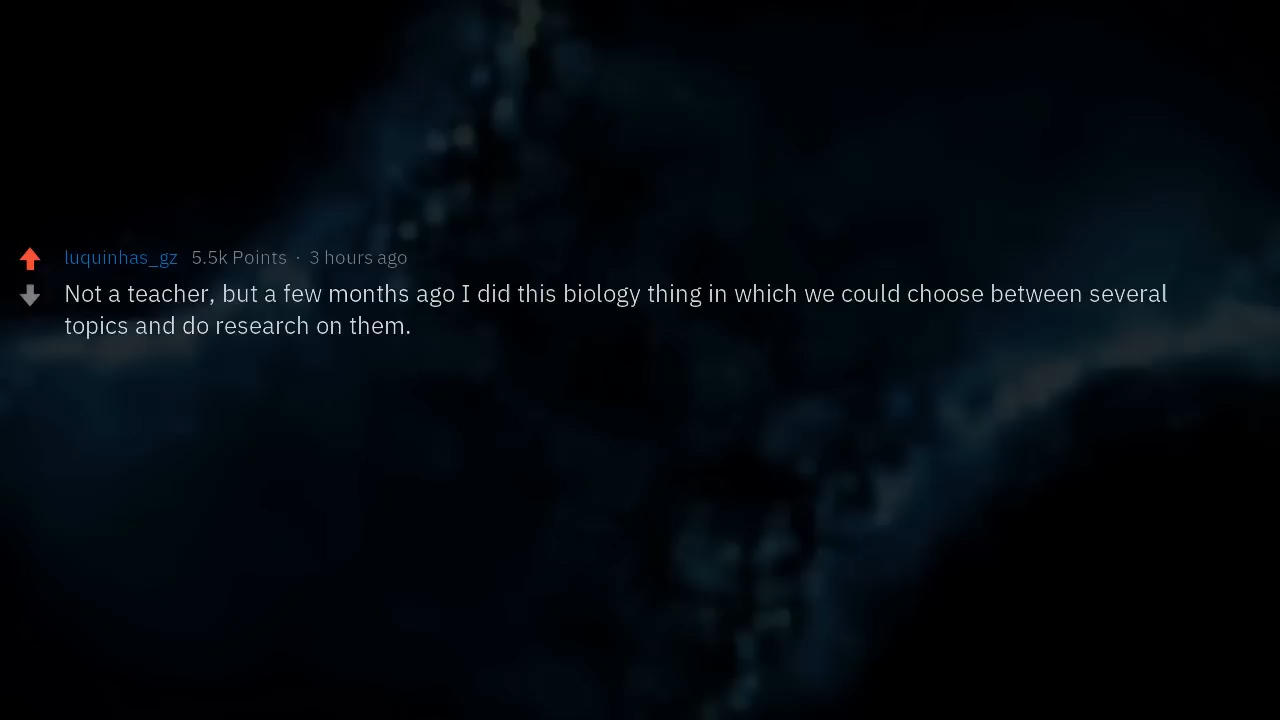 luquinhas_gz 5.5k Points · 3 hours ago
Not a teacher, but a few months ago I did this biology thing in which we could choose between several
topics and do research on them.